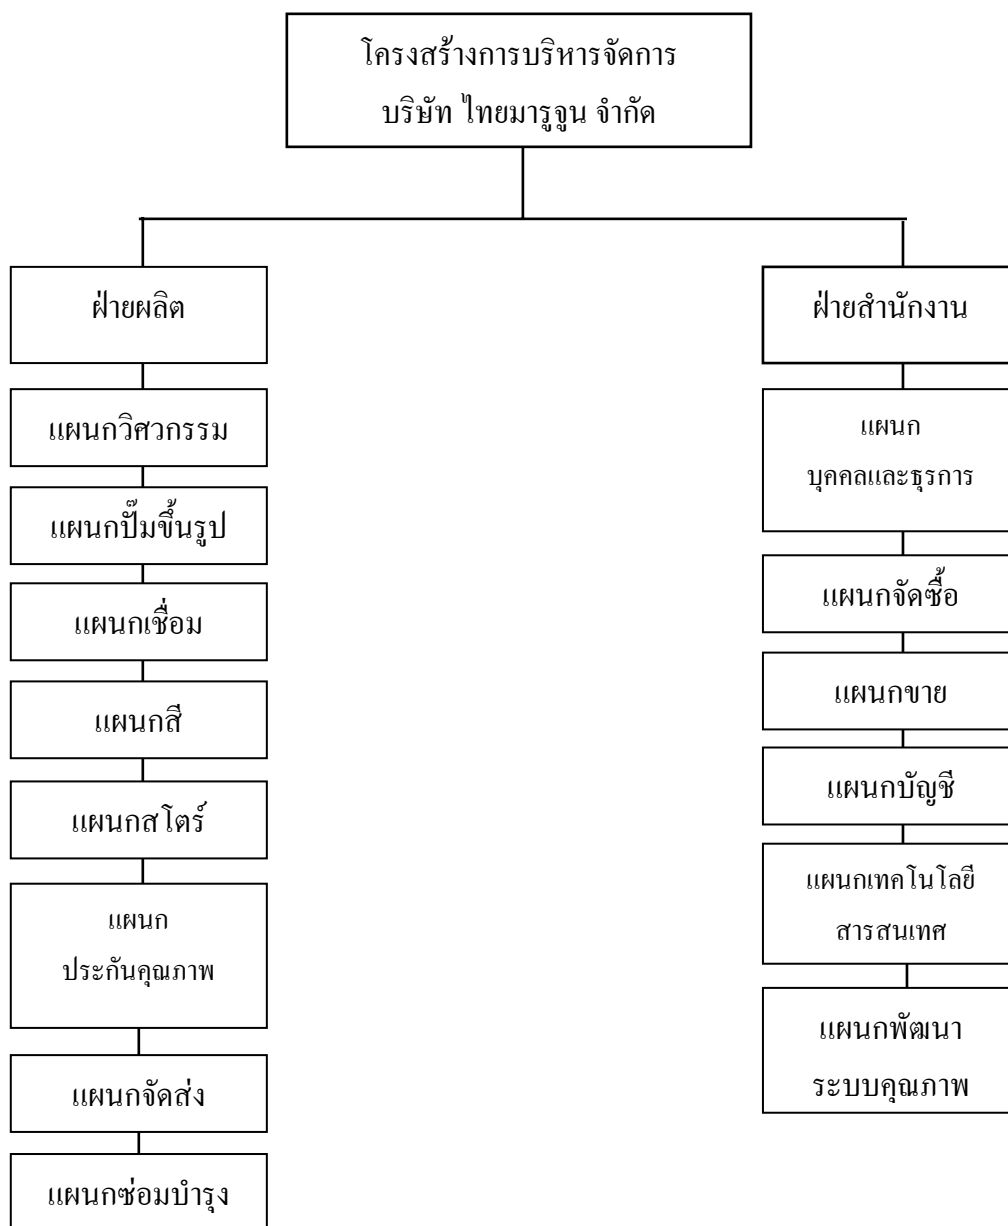 โครงสร้างการบริหารจัดการ
บริษัท ไทยมารูจูน จำกัด
ฝ่ายผลิต
แผนกวิศวกรรม
แผนกปั๊มขึ้นรูป
แผนกเชื่อม
แผนกสี
แผนกสโตร์
แผนก
ประกันคุณภาพ
แผนกจัดส่ง
แผนกซ่อมบำรุง
ฝ่ายสำนักงาน
แผนก
บุคคลและธุรการ
แผนกจัดซื้อ
แผนกขาย
แผนกบัญชี
แผนกเทคโนโลยี
สารสนเทศ
แผนกพัฒนา
ระบบคุณภาพ